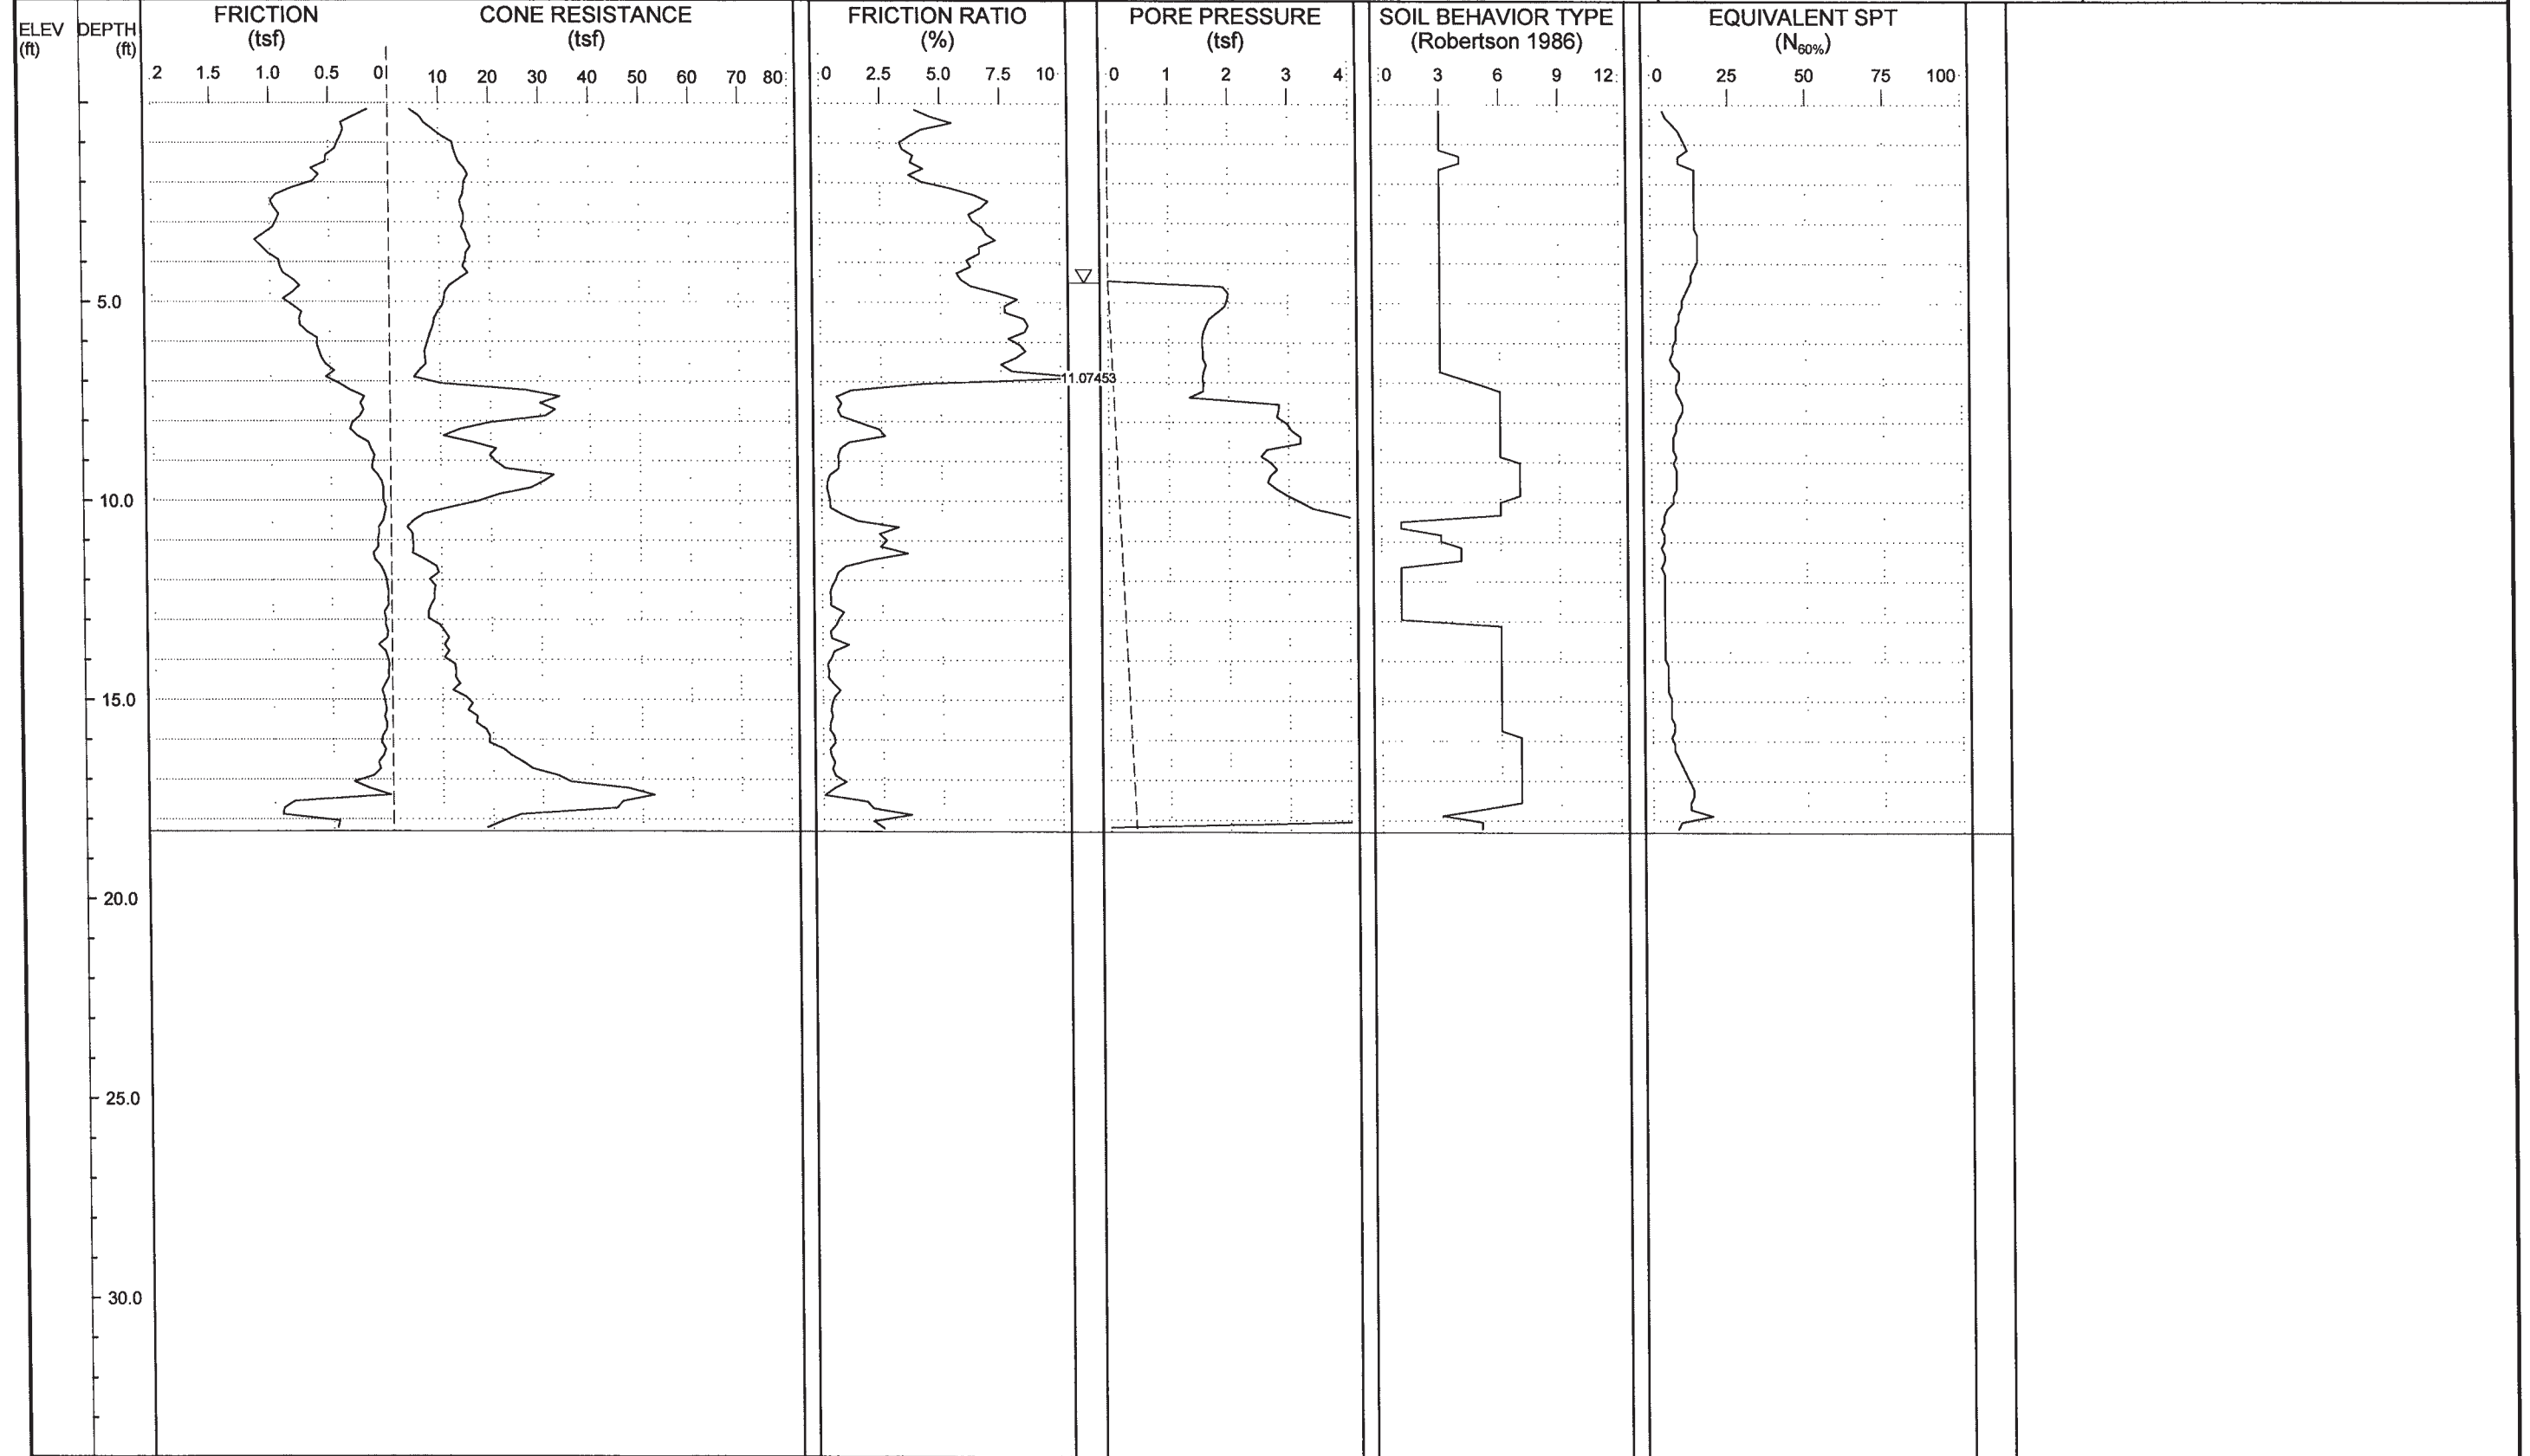 FRICTION CONE RESISTANCE FRICTION RATIO PORE PRESSURE SOIL BEHAVIOR TYPE EQUIVALENT SPT
ELEV DEPTH (tsf) (tsf) (%) (tsf) (Robertson 1986) (N60%)
(ft) (ft)
2 1.5 1.0 0.5 0 10 20 30 40 50 60 70 80 0 2.5 5.0 7.5 10 0 1 2 3 4 0 3 6 9 12 0 25 50 75 100
5.0
11.07453
10.0
15.0
20.0
25.0
30.0